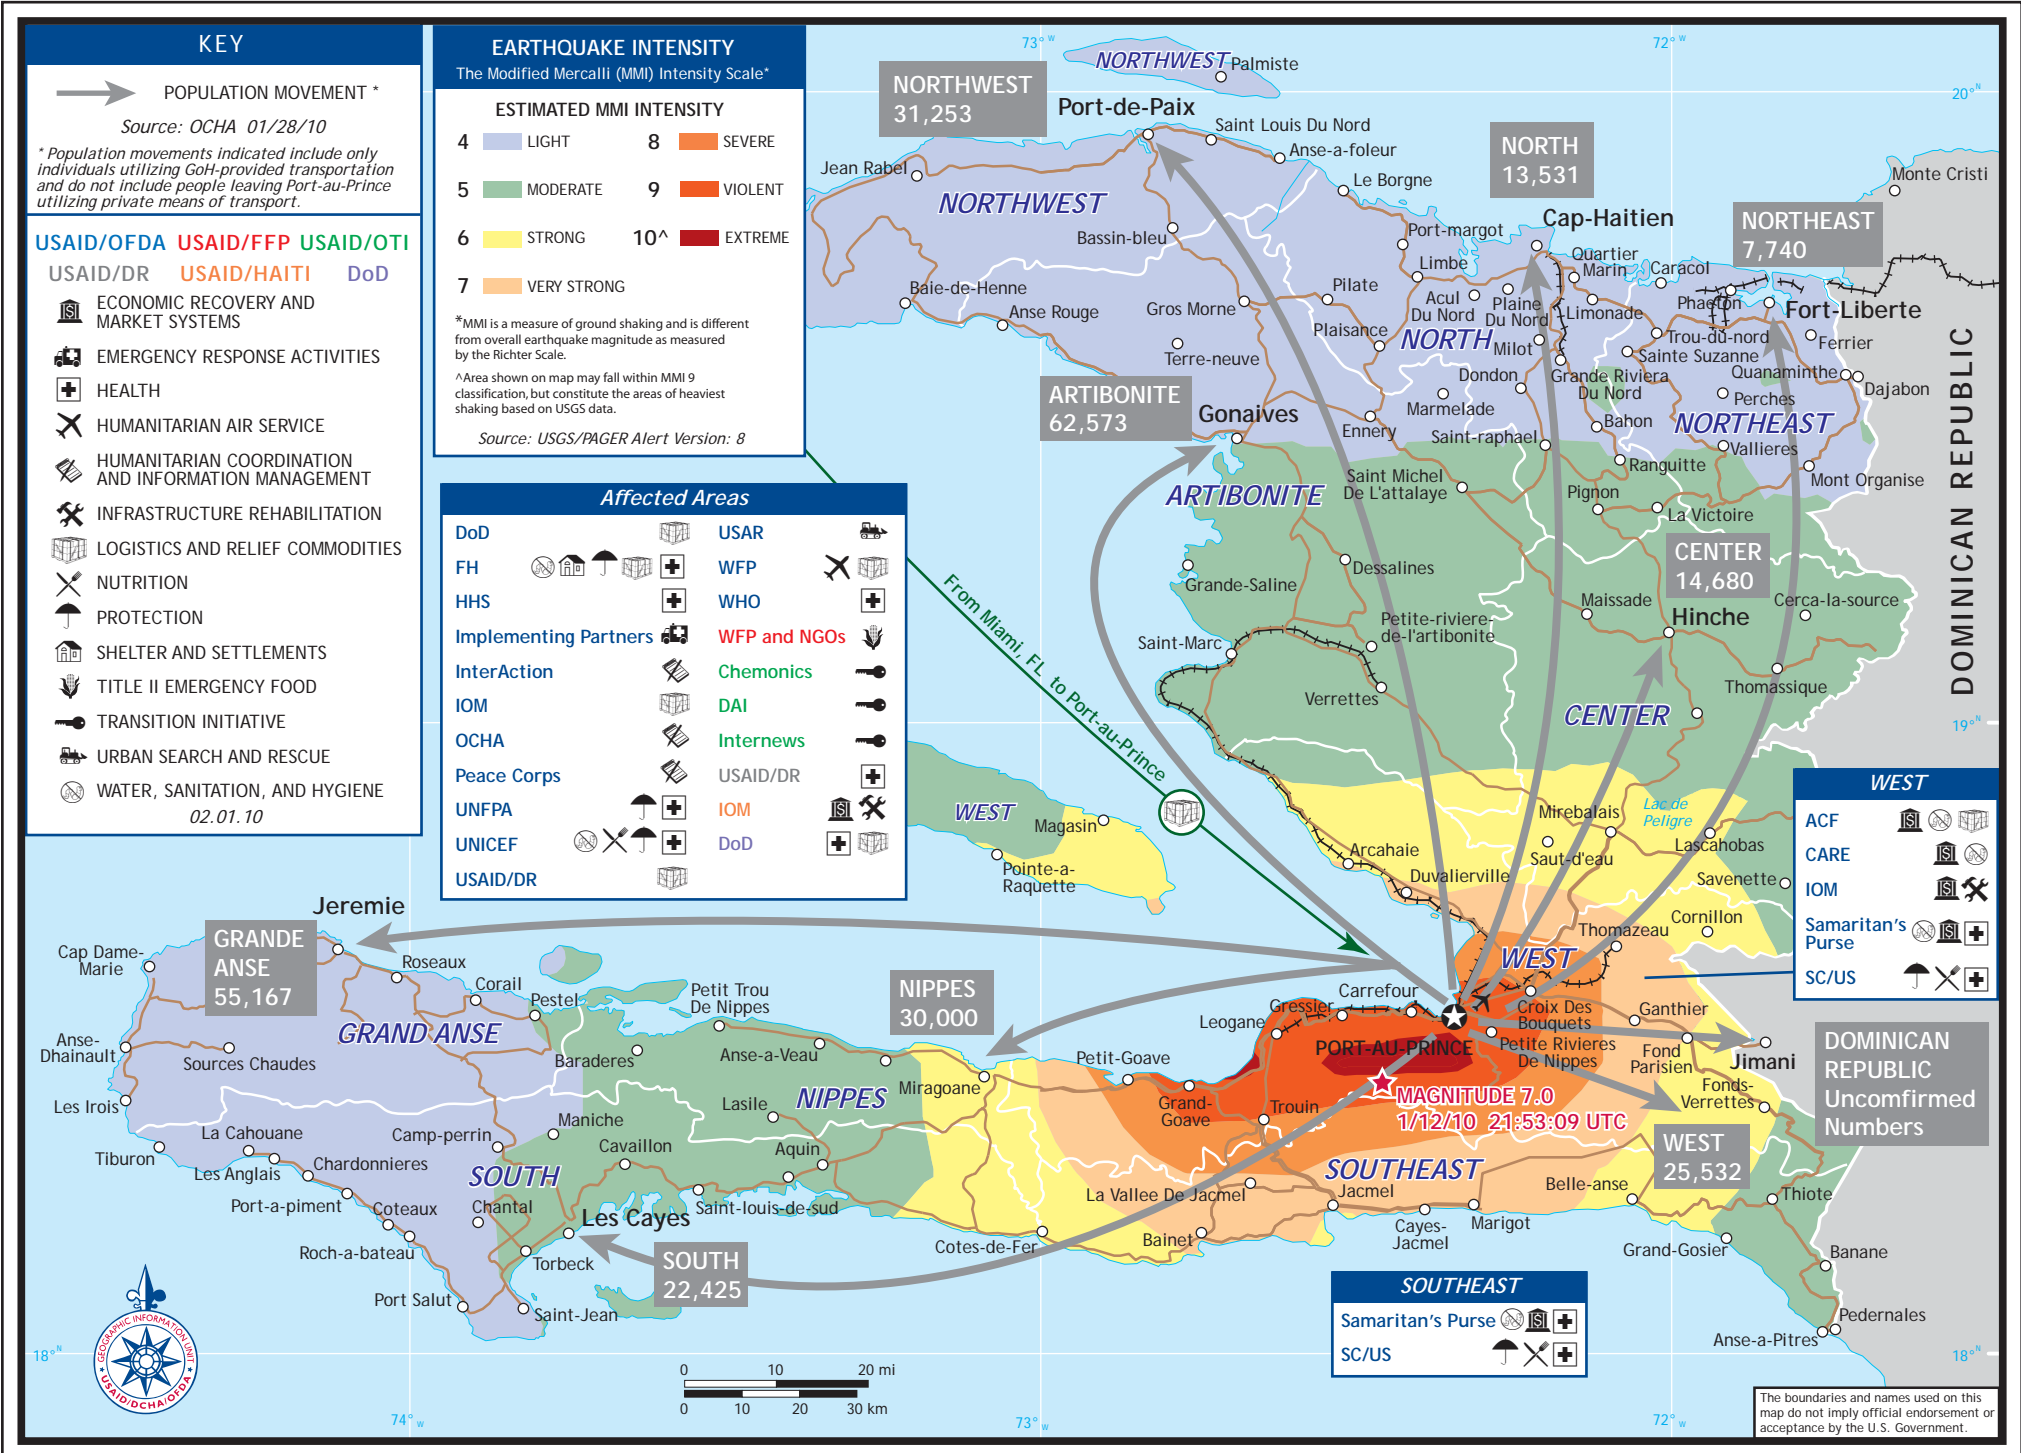 KEY
POPULATION MOVEMENT *
Source: OCHA 01/28/10
* Population movements indicated include only
individuals utilizing GoH-provided transportation
and do not include people leaving Port-au-Prince
utilizing private means of transport.
USAID/OFDA USAID/FFP USAID/OTI
USAID/DR USAID/HAITI DoD
ECONOMIC RECOVERY AND
MARKET SYSTEMS
EMERGENCY RESPONSE ACTIVITIES
HEALTH
HUMANITARIAN AIR SERVICE
HUMANITARIAN COORDINATION
AND INFORMATION MANAGEMENT
INFRASTRUCTURE REHABILITATION
LOGISTICS AND RELIEF COMMODITIES
NUTRITION
PROTECTION
SHELTER AND SETTLEMENTS
TITLE II EMERGENCY FOOD
TRANSITION INITIATIVE
URBAN SEARCH AND RESCUE
WATER, SANITATION, AND HYGIENE
02.01.10
EARTHQUAKE INTENSITY
The Modified Mercalli (MMI) Intensity Scale*
ESTIMATED MMI INTENSITY
4 LIGHT 8 SEVERE
5 MODERATE 9 VIOLENT
6 STRONG 10^ EXTREME
7 VERY STRONG
*MMI is a measure of ground shaking and is different
from overall earthquake magnitude as measured
by the Richter Scale.
^Area shown on map may fall within MMI 9
classification, but constitute the areas of heaviest
shaking based on USGS data.
Source: USGS/PAGER Alert Version: 8
Affected Areas
DoD USAR
FH WFP
HHS WHO
Implementing Partners WFP and NGOs
InterAction Chemonics
IOM DAI
OCHA Internews
Peace Corps USAID/DR
UNFPA IOM
UNICEF DoD
USAID/DR
73° W
72° W
20° N
NORTHWEST
Palmiste
NORTHWEST
31,253
Port-de-Paix
Saint Louis Du Nord
Anse-a-foleur
Jean Rabel
Le Borgne
NORTH
13,531
Monte Cristi
NORTHWEST
Cap-Haitien
NORTHEAST
7,740
Bassin-bleu
Port-margot
Quartier
Marin
Limbe
Caracol
Baie-de-Henne
Anse Rouge
Gros Morne
Pilate
Acul
Du Nord
Plaine
Du Nord
Limonade
Phaeton
Fort-Liberte
Plaisance
NORTH
Milot
Trou-du-nord
Ferrier
Terre-neuve
Sainte Suzanne
Dondon
Grande Riviera
Du Nord
Quanaminthe
Dajabon
ARTIBONITE
62,573
Gonaives
Marmelade
Perches
Ennery
Saint-raphael
Bahon
NORTHEAST
Vallieres
Ranguitte
Mont Organise
ARTIBONITE
Saint Michel
De L'attalaye
Pignon
La Victoire
DOMINICAN REPUBLIC
Grande-Saline
Dessalines
CENTER
14,680
Maissade
Hinche
Cerca-la-source
Petite-riviere-
de-l'artibonite
Saint-Marc
Verrettes
Thomassique
CENTER
19° N
From Miami, FL to Port-au-Prince
WEST
Magasin
Pointe-a-
Raquette
Mirebalais
Lac de
Peligre
Lascahobas
Saut-d'eau
Arcahaie
Duvalierville
Savenette
Cornillon
Thomazeau
WEST
ACF
CARE
IOM
Samaritan's
Purse
SC/US
Jeremie
GRANDE
ANSE
55,167
Cap Dame-
Marie
Roseaux
Corail
Pestel
Petit Trou
De Nippes
NIPPES
30,000
WEST
Carrefour
Gressier
Leogane
Croix Des
Bouquets
Ganthier
GRAND ANSE
Anse-
Dhainault
Sources Chaudes
Baraderes
Anse-a-Veau
Petit-Goave
PORT-AU-PRINCE
Petite Rivieres
De Nippes
Fond
Parisien
Jimani
DOMINICAN
REPUBLIC
Uncomfirmed
Numbers
Miragoane
MAGNITUDE 7.0
1/12/10 21:53:09 UTC
Fonds-
Verrettes
Les Irois
NIPPES
Grand-
Goave
Trouin
Lasile
Maniche
La Cahouane
Camp-perrin
Cavaillon
Aquin
WEST
25,532
Tiburon
Les Anglais
Chardonnieres
SOUTH
SOUTHEAST
Port-a-piment
Coteaux
Chantal
Les Cayes
Saint-louis-de-sud
La Vallee De Jacmel
Jacmel
Belle-anse
Thiote
Roch-a-bateau
Torbeck
Cotes-de-Fer
Bainet
Cayes-
Jacmel
Marigot
Grand-Gosier
Banane
SOUTH
22,425
Port Salut
Saint-Jean
SOUTHEAST
Samaritan's Purse
SC/US
Pedernales
Anse-a-Pitres
18° N
18° N
GEOGRAPHIC INFORMATION UNIT
USAID/DCHA/OFDA
0 10 20 mi
0 10 20 30 km
74° W
73° W
72° W
The boundaries and names used on this
map do not imply official endorsement or
acceptance by the U.S. Government.